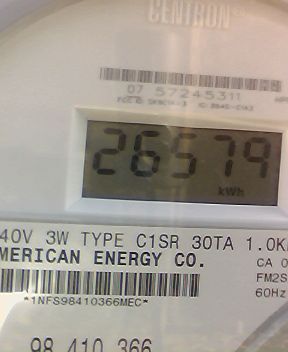 CENTRON
07 57245311
26579
kWh
40V 3W TYPE C1SR 30TA 1.0K
MERICAN ENERGY CO.
CA 0
FM2S
60Hz
*1NFS98410366MEC*
98 410 366